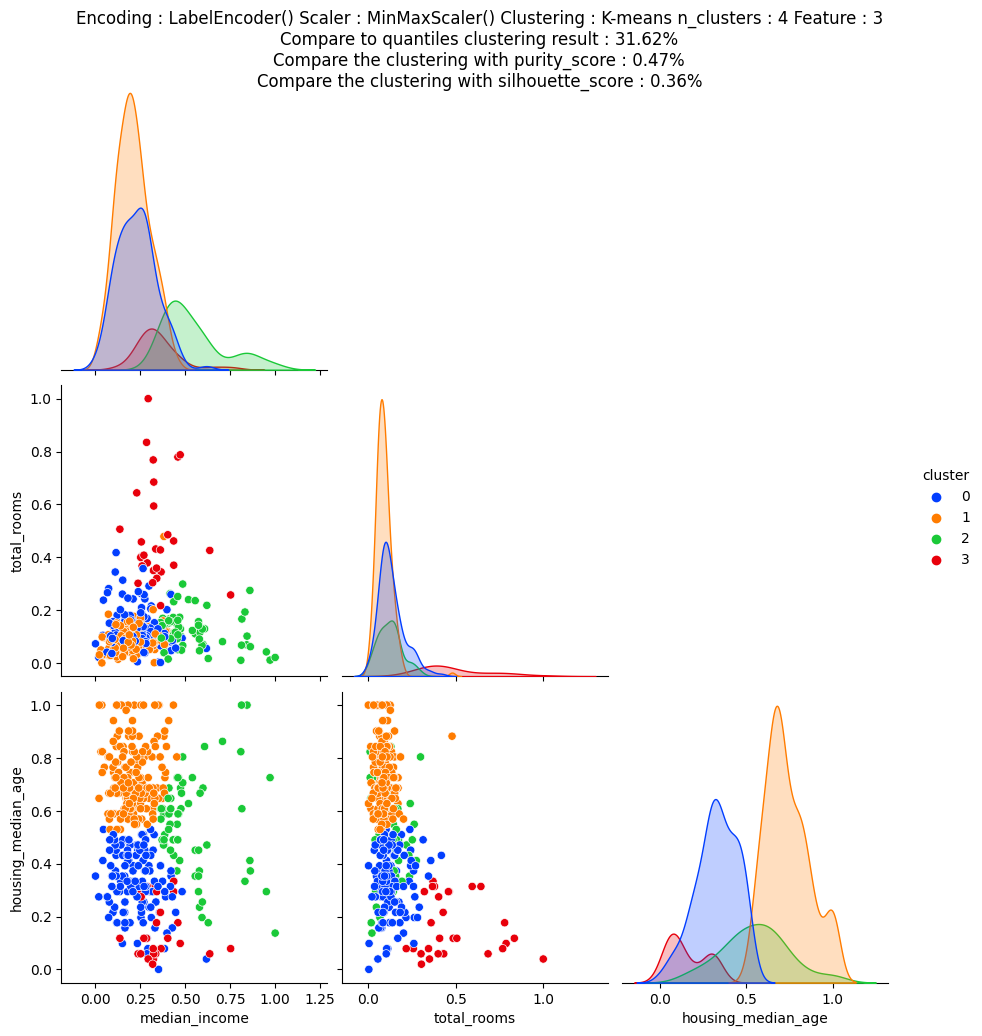 Encoding : LabelEncoder() Scaler : MinMaxScaler() Clustering : K-means n_clusters : 4 Feature : 3
Compare to quantiles clustering result : 31.62%
Compare the clustering with purity_score : 0.47%
Compare the clustering with silhouette_score : 0.36%
1.0
0.8
0.6
0.4
0.2
0.0
total_rooms
cluster
0
1
2
3
1.0
0.8
0.6
0.4
0.2
0.0
housing_median_age
0.00 0.25 0.50 0.75 1.00 1.25
median_income
0.0 0.5 1.0
total_rooms
0.0 0.5 1.0
housing_median_age